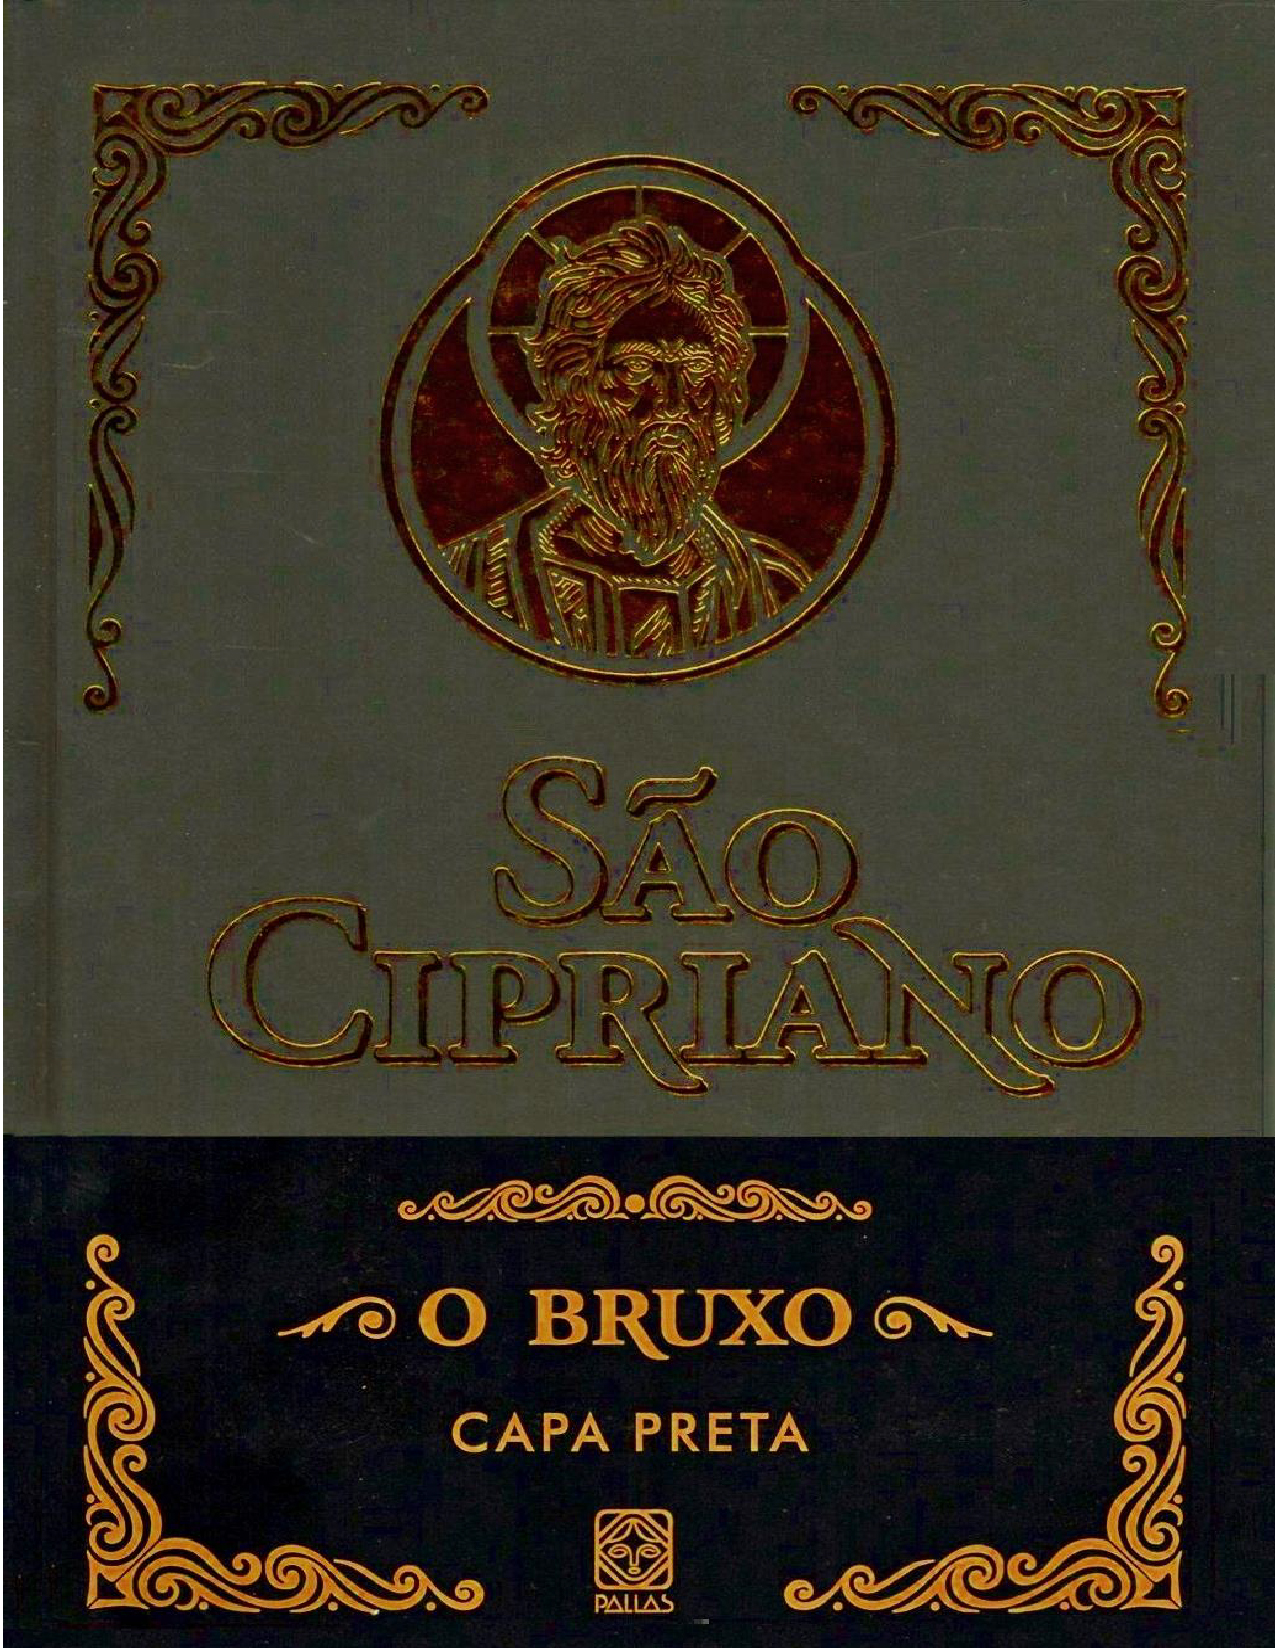 São
Cipriano
O BRUXO
CAPA PRETA
PALLAS